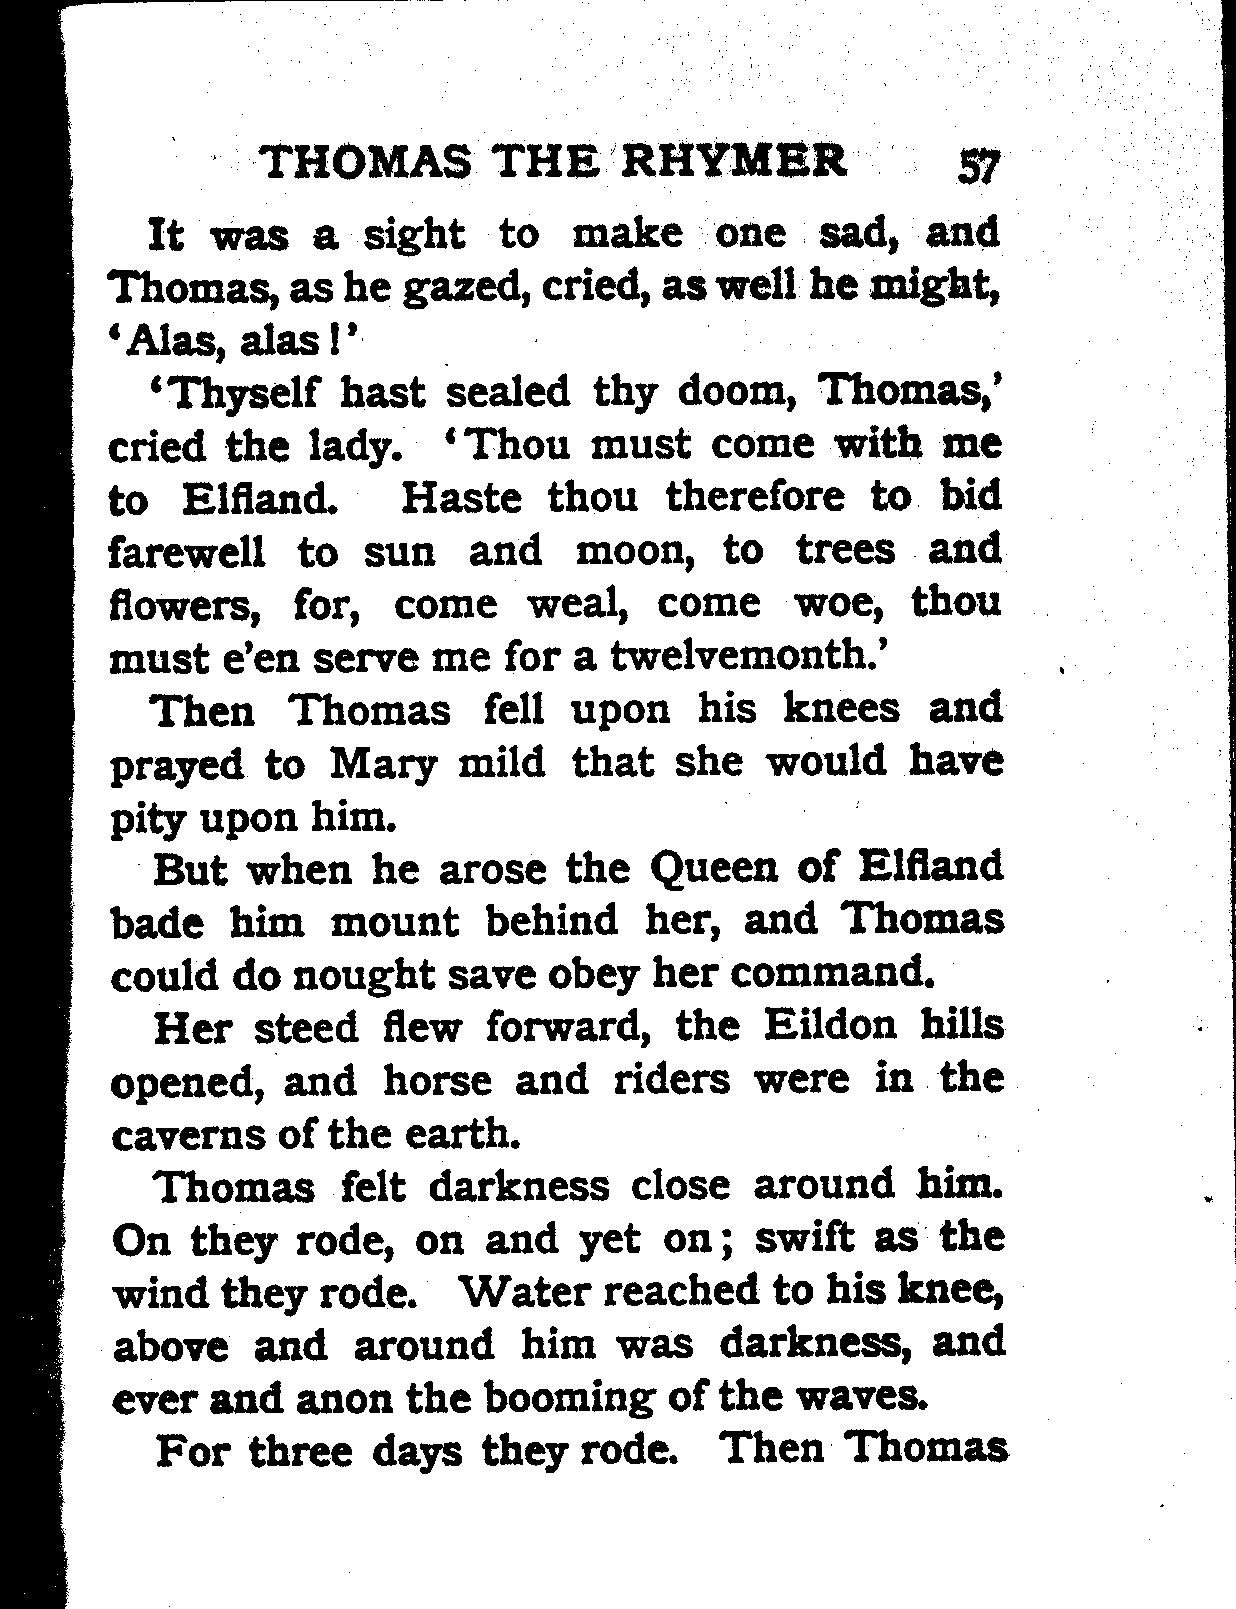 THOMAS THE RHYMER 57
It was a sight to make one sad, and
Thomas, as he gazed, cried, as well he might,
‘Alas, alas!’
‘Thyself hast sealed thy doom, Thomas,’
cried the lady. ‘Thou must come with me
to Elfland. Haste thou therefore to bid
farewell to sun and moon, to trees and
flowers, for, come weal, come woe, thou
must e’en serve me for a twelvemonth.’
Then Thomas fell upon his knees and
prayed to Mary mild that she would have
pity upon him.
But when he arose the Queen of Elfland
bade him mount behind her, and Thomas
could do nought save obey her command.
Her steed flew forward, the Eildon hills
opened, and horse and riders were in the
caverns of the earth.
Thomas felt darkness close around him.
On they rode, on and yet on; swift as the
wind they rode. Water reached to his knee,
above and around him was darkness, and
ever and anon the booming of the waves.
For three days they rode. Then Thomas